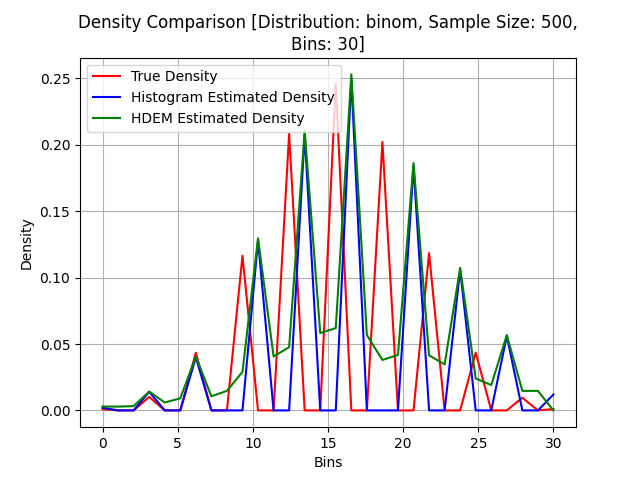 Density Comparison [Distribution: binom, Sample Size: 500,
Bins: 30]
True Density
Histogram Estimated Density
HDEM Estimated Density
0.25
0.20
0.15
0.10
0.05
0.00
Density
0 5 10 15 20 25 30
Bins